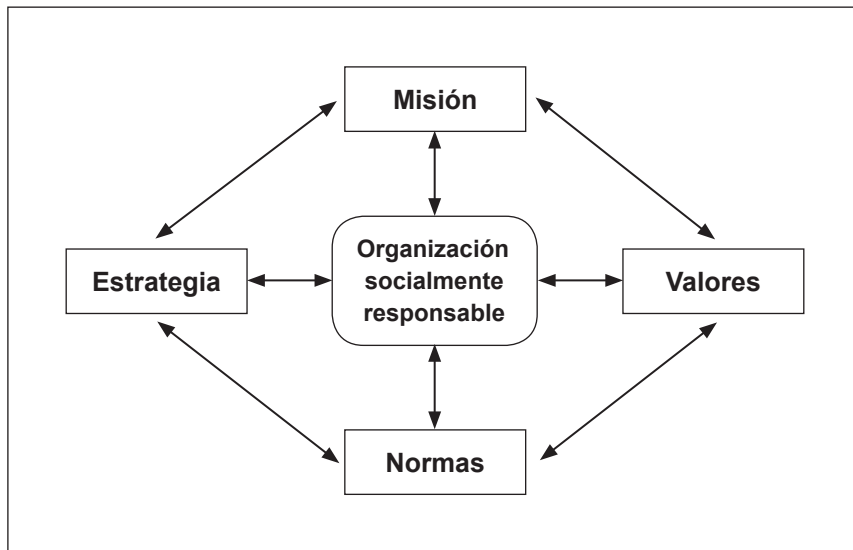 Misión
Organización
socialmente
responsable
Estrategia
Valores
Normas